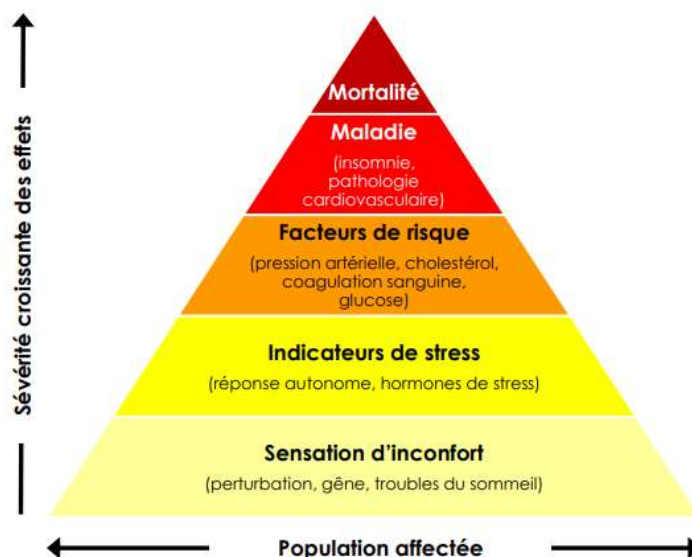 Sévérité croissante des effets
Mortalité
Maladie
(insomnie,
pathologie
cardiovasculaire)
Facteurs de risque
(pression artérielle, cholestérol,
coagulation sanguine,
glucose)
Indicateurs de stress
(réponse autonome, hormones de stress)
Sensation d'inconfort
(perturbation, gêne, troubles du sommeil)
Population affectée